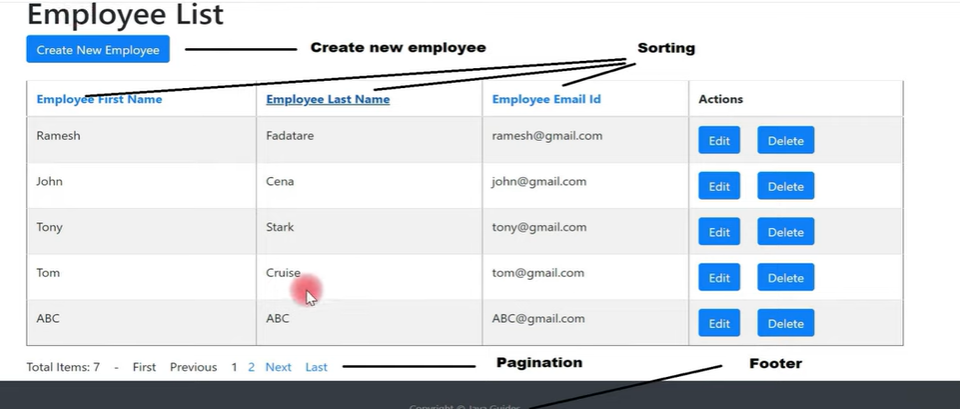 Employee List
Create New Employee
Create new employee
Sorting
Employee First Name Employee Last Name Employee Email Id Actions
Ramesh Fadatare ramesh@gmail.com Edit Delete
John Cena john@gmail.com Edit Delete
Tony Stark tony@gmail.com Edit Delete
Tom Cruise tom@gmail.com Edit Delete
ABC ABC ABC@gmail.com Edit Delete
Total Items: 7 - First Previous 1 2 Next Last
Pagination
Footer
Copyright © Java Guides